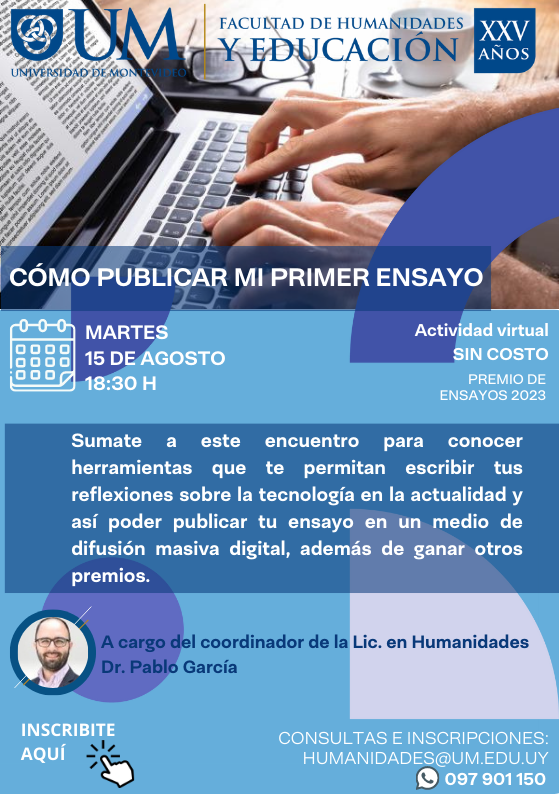 UM
UNIVERSIDAD DE MONTEVIDEO
FACULTAD DE HUMANIDADES
Y EDUCACIÓN
XXV
AÑOS
CÓMO PUBLICAR MI PRIMER ENSAYO
MARTES
15 DE AGOSTO
18:30 H
Actividad virtual
SIN COSTO
PREMIO DE
ENSAYOS 2023
Sumate a este encuentro para conocer
herramientas que te permitan escribir tus
reflexiones sobre la tecnología en la actualidad y
así poder publicar tu ensayo en un medio de
difusión masiva digital, además de ganar otros
premios.
A cargo del coordinador de la Lic. en Humanidades
Dr. Pablo García
INSCRIBITE
AQUÍ
CONSULTAS E INSCRIPCIONES:
HUMANIDADES@UM.EDU.UY
097 901 150